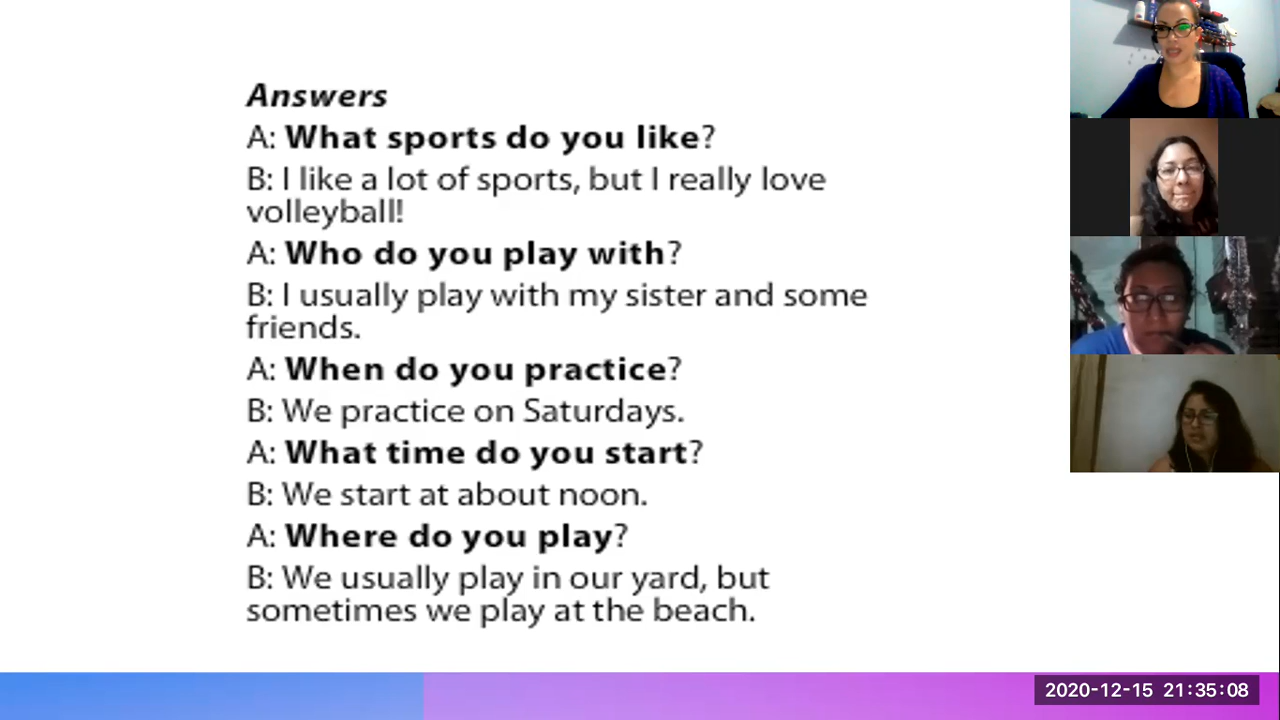 Answers
A: What sports do you like?
B: I like a lot of sports, but I really love
volleyball!
A: Who do you play with?
B: I usually play with my sister and some
friends.
A: When do you practice?
B: We practice on Saturdays.
A: What time do you start?
B: We start at about noon.
A: Where do you play?
B: We usually play in our yard, but
sometimes we play at the beach.
2020-12-15 21:35:08